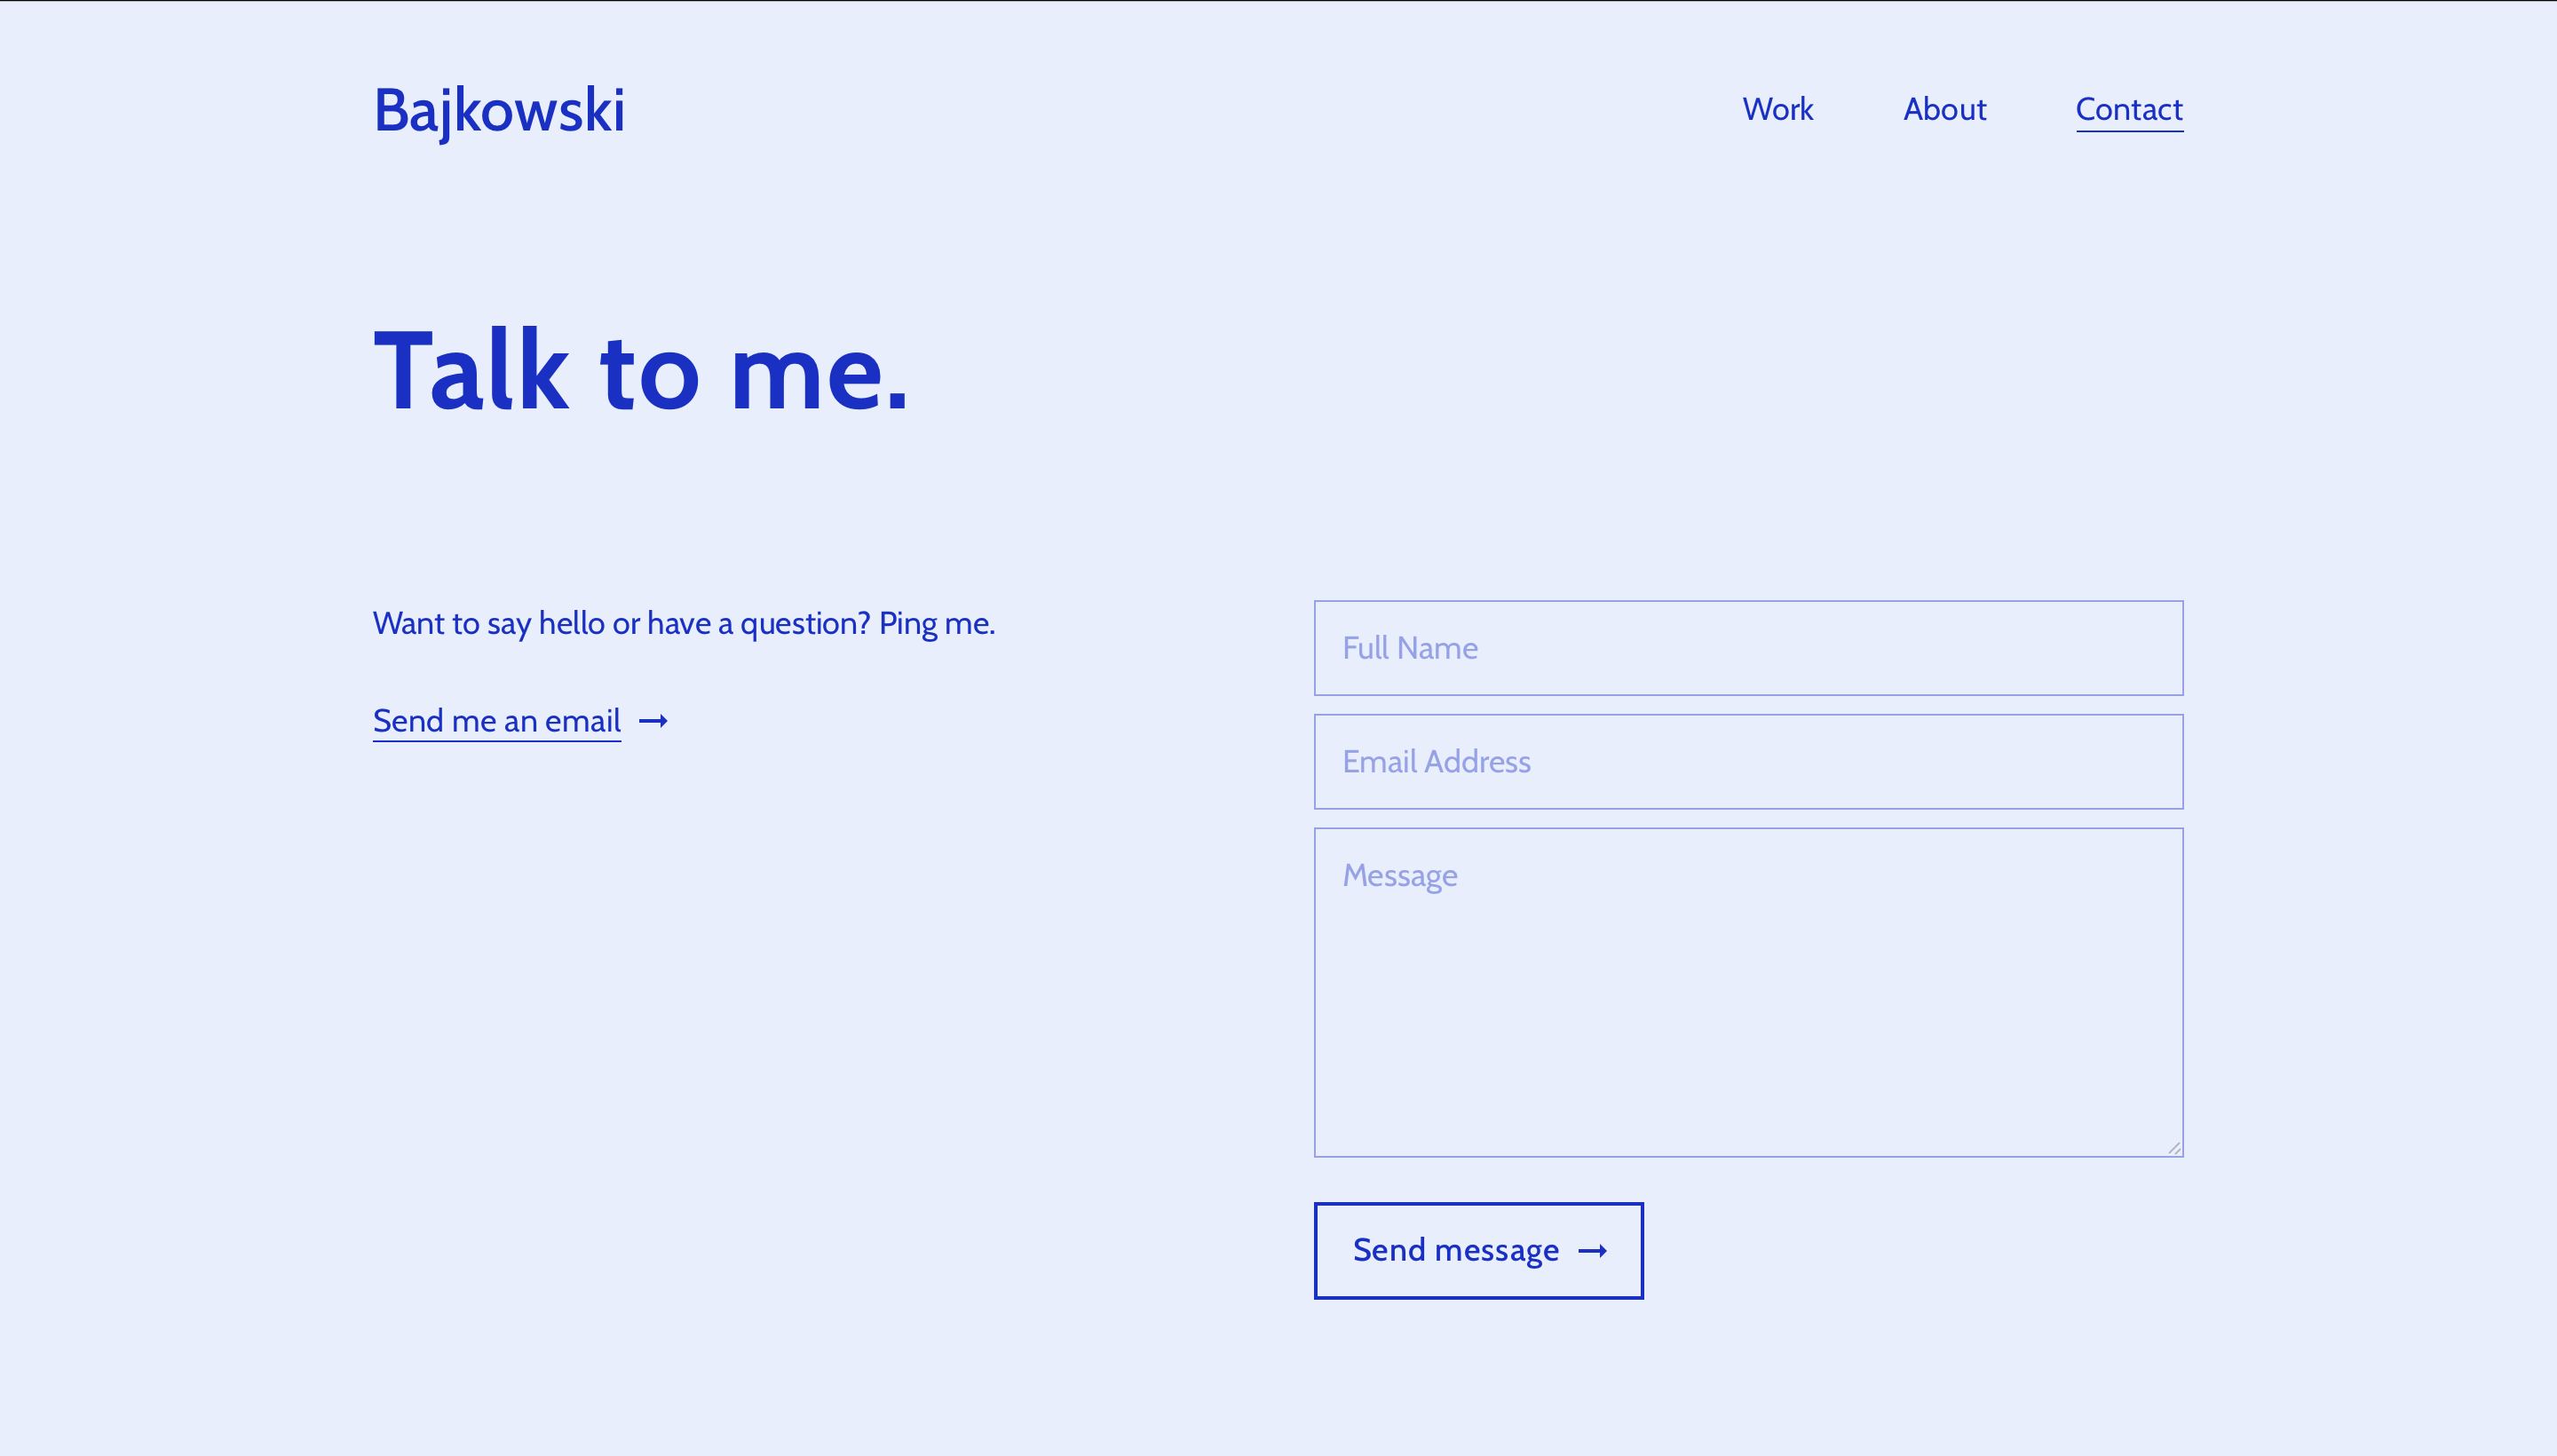 Bajkowski
Work
About
Contact
Talk to me.
Want to say hello or have a question? Ping me.
Send me an email
Full Name
Email Address
Message
Send message